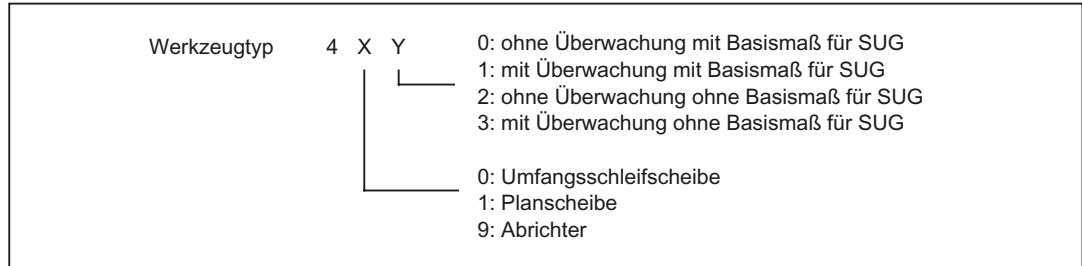 Werkzeugtyp 4 X Y
0: ohne Überwachung mit Basismaß für SUG
1: mit Überwachung mit Basismaß für SUG
2: ohne Überwachung ohne Basismaß für SUG
3: mit Überwachung ohne Basismaß für SUG
0: Umfangsschleifscheibe
1: Planscheibe
9: Abrichter